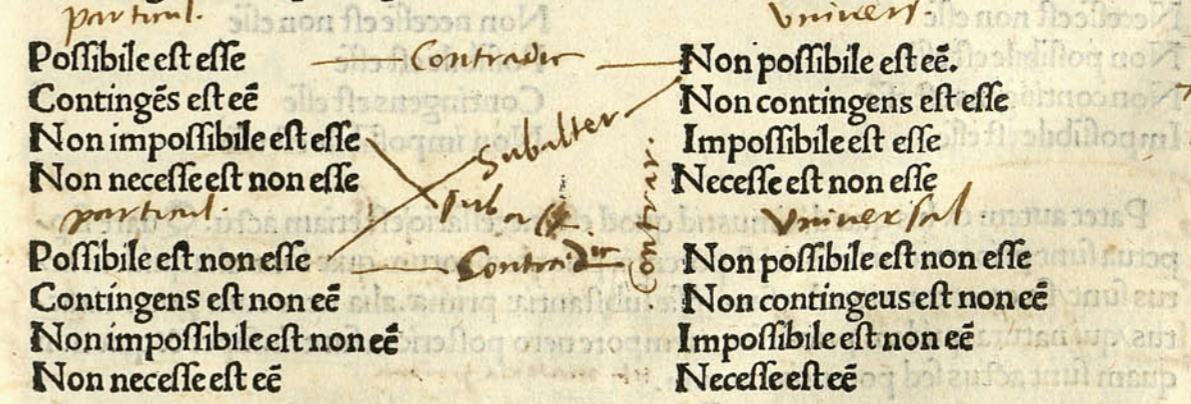 particul. Univers.
Poſſibile eſt eſſe Contradic Non poſſibile eſt eē.
Contingēs eſt eē Non contingens eſt eſſe
Non impoſſibile eſt eſſe Subalter Impoſſibile eſt eſſe
Non neceſſe eſt non eſſe Contrar. Neceſſe eſt non eſſe
particul. Univerſal.
Poſſibile eſt non eſſe Contradic Non poſſibile eſt non eſſe
Contingens eſt non eē Non contingeus eſt non eē
Non impoſſibile eſt non eē Impoſſibile eſt non eē
Non neceſſe eſt eē Neceſſe eſt eē